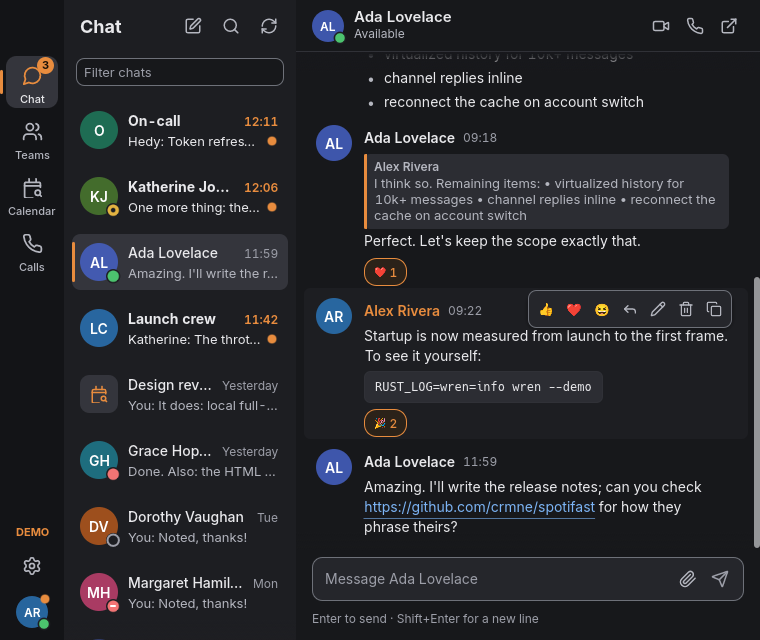 3
Chat
Teams
Calendar
Calls
DEMO
AR
Chat
Filter chats
O
On-call
12:11
Hedy: Token refres...
KJ
Katherine Jo...
12:06
One more thing: the...
AL
Ada Lovelace
11:59
Amazing. I'll write the r...
LC
Launch crew
11:42
Katherine: The throt...
Design rev...
Yesterday
You: It does: local full-...
GH
Grace Hop...
Yesterday
Done. Also: the HTML ...
DV
Dorothy Vaughan
Tue
You: Noted, thanks!
MH
Margaret Hamil...
Mon
You: Noted, thanks!
AL
Ada Lovelace
Available
• virtualized history for 10k+ messages
• channel replies inline
• reconnect the cache on account switch
AL
Ada Lovelace 09:18
Alex Rivera
I think so. Remaining items: • virtualized history for
10k+ messages • channel replies inline • reconnect the
cache on account switch
Perfect. Let's keep the scope exactly that.
❤️ 1
AR
Alex Rivera 09:22
👍 ❤️ 😆
Startup is now measured from launch to the first frame.
To see it yourself:
RUST_LOG=wren=info wren --demo
🎉 2
AL
Ada Lovelace 11:59
Amazing. I'll write the release notes; can you check
https://github.com/crmne/spotifast for how they
phrase theirs?
Message Ada Lovelace
Enter to send · Shift+Enter for a new line